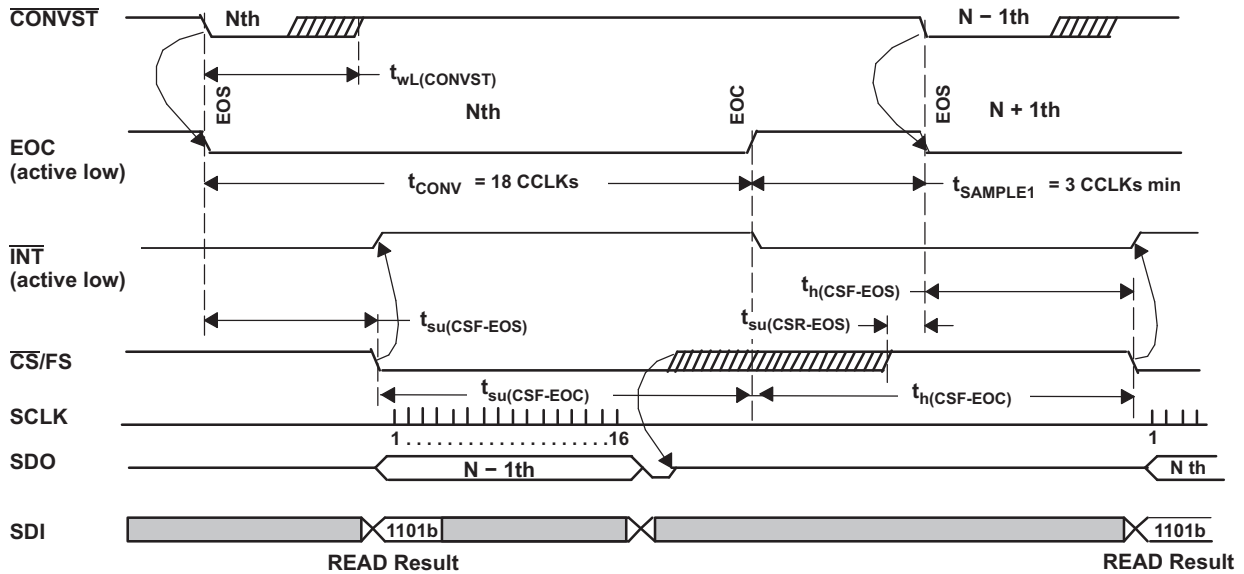 CONVST
Nth
N − 1th
twL(CONVST)
EOS
Nth
EOC
EOS
N + 1th
EOC
(active low)
tCONV = 18 CCLKs
tSAMPLE1 = 3 CCLKs min
INT
(active low)
th(CSF-EOS)
tsu(CSF-EOS)
tsu(CSR-EOS)
CS/FS
tsu(CSF-EOC)
th(CSF-EOC)
SCLK
1 . . . . . . . . . . . . . . . . . . . . .16
1
SDO
N − 1th
N th
SDI
1101b
1101b
READ Result
READ Result